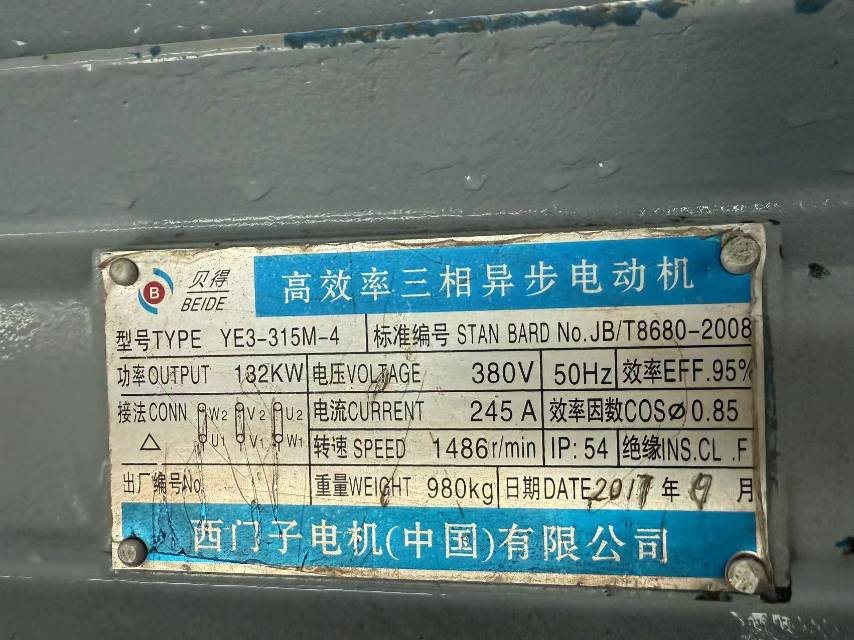 B 贝得 BEIDE 高效率三相异步电动机
型号TYPE YE3-315M-4 标准编号 STAN BARD No.JB/T8680-2008
功率OUTPUT 132KW 电压VOLTAGE 380V 50Hz 效率EFF.95%
接法CONN W2 V2 U2 电流CURRENT 245 A 效率因数COSø 0.85
△ U1 V1 W1 转速 SPEED 1486r/min IP: 54 绝缘INS.CL .F
出厂编号No 重量WEIGHT 980kg 日期DATE 2017 年 月
西门子电机(中国)有限公司